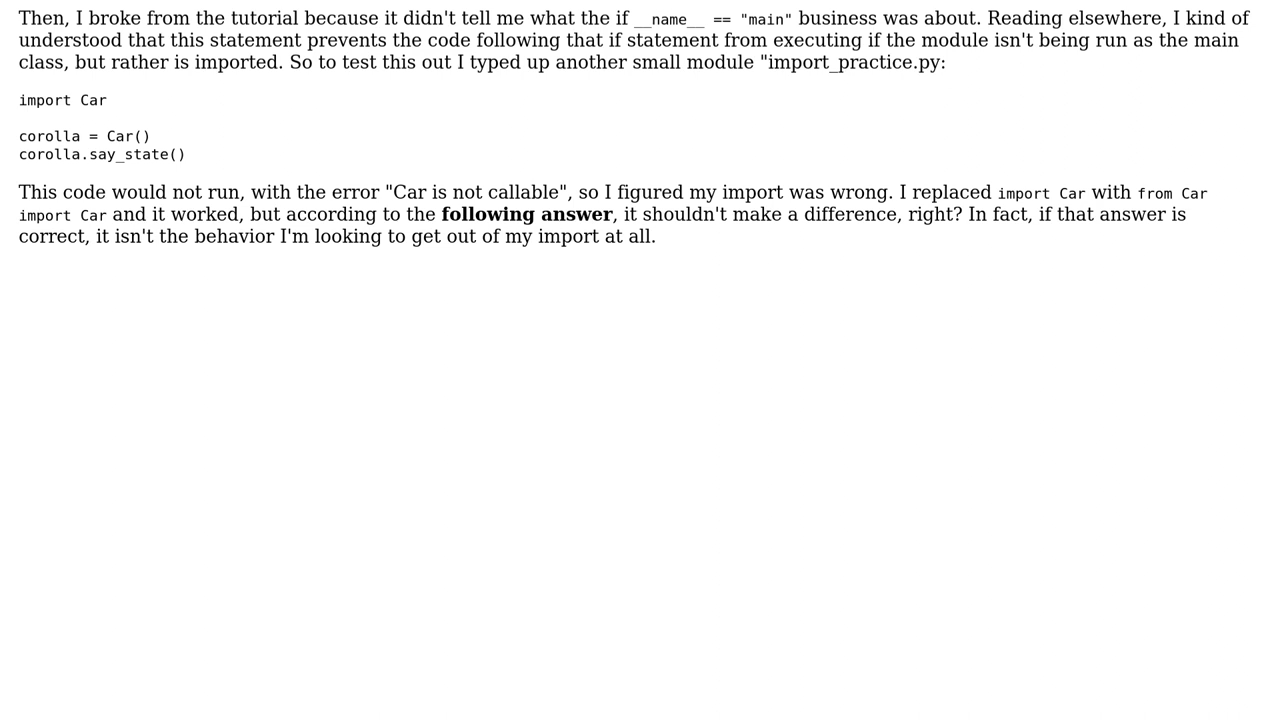 Then, I broke from the tutorial because it didn't tell me what the if __name__ == "main" business was about. Reading elsewhere, I kind of
understood that this statement prevents the code following that if statement from executing if the module isn't being run as the main
class, but rather is imported. So to test this out I typed up another small module "import_practice.py:
import Car
corolla = Car()
corolla.say_state()
This code would not run, with the error "Car is not callable", so I figured my import was wrong. I replaced import Car with from Car
import Car and it worked, but according to the following answer, it shouldn't make a difference, right? In fact, if that answer is
correct, it isn't the behavior I'm looking to get out of my import at all.